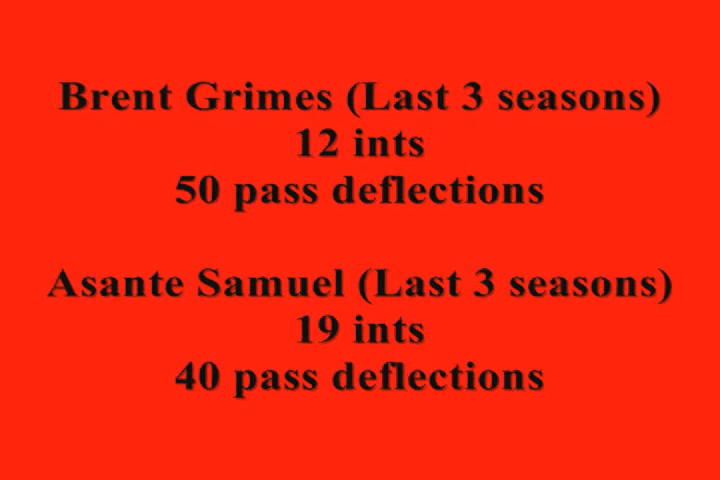 Brent Grimes (Last 3 seasons)
12 ints
50 pass deflections
Asante Samuel (Last 3 seasons)
19 ints
40 pass deflections